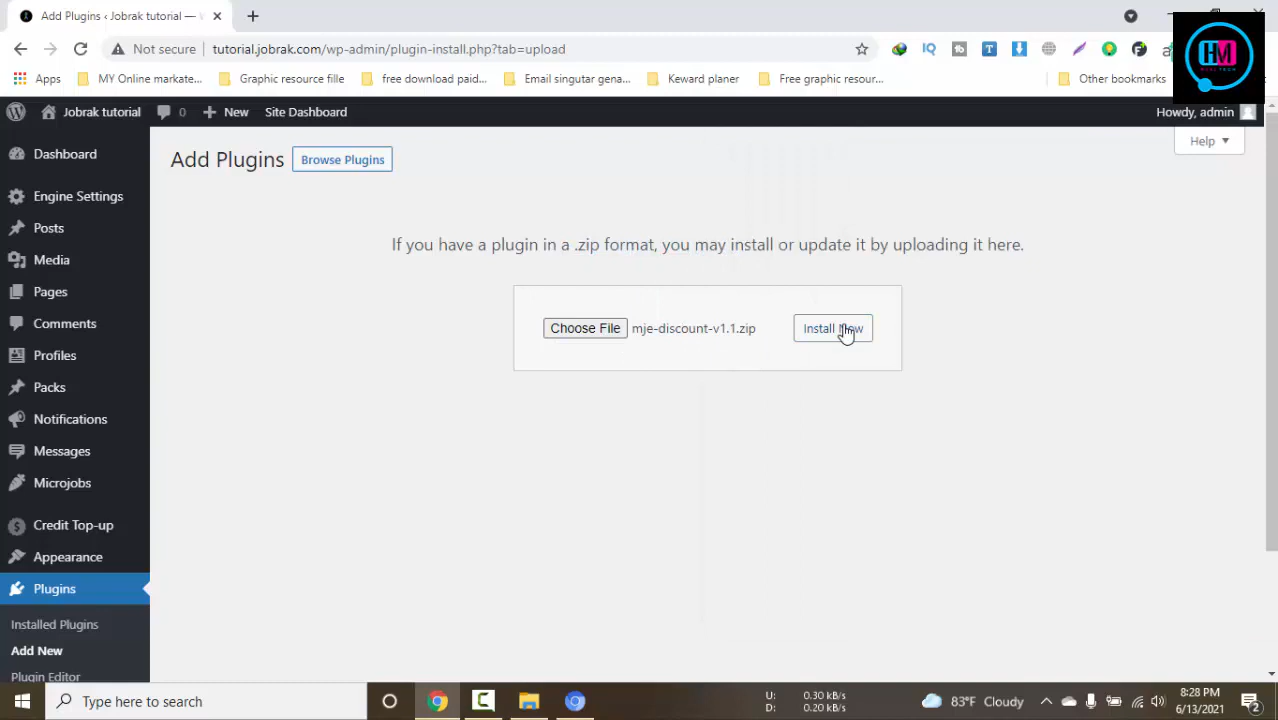 Add Plugins ‹ Jobrak tutorial — W
Not secure
tutorial.jobrak.com/wp-admin/plugin-install.php?tab=upload
Apps
MY Online markate...
Graphic resource fille
free download paid...
E-mail singutar gena...
Keward planer
Free graphic resour...
Other bookmarks
HM
Jobrak tutorial
0
New
Site Dashboard
Howdy, admin
Help
Dashboard
Engine Settings
Posts
Media
Pages
Comments
Profiles
Packs
Notifications
Messages
Microjobs
Credit Top-up
Appearance
Plugins
Installed Plugins
Add New
Plugin Editor
Add Plugins
Browse Plugins
If you have a plugin in a .zip format, you may install or update it by uploading it here.
Choose File
mje-discount-v1.1.zip
Install Now
Type here to search
U: 0.30 kB/s
D: 0.20 kB/s
83°F Cloudy
8:28 PM
6/13/2021
2